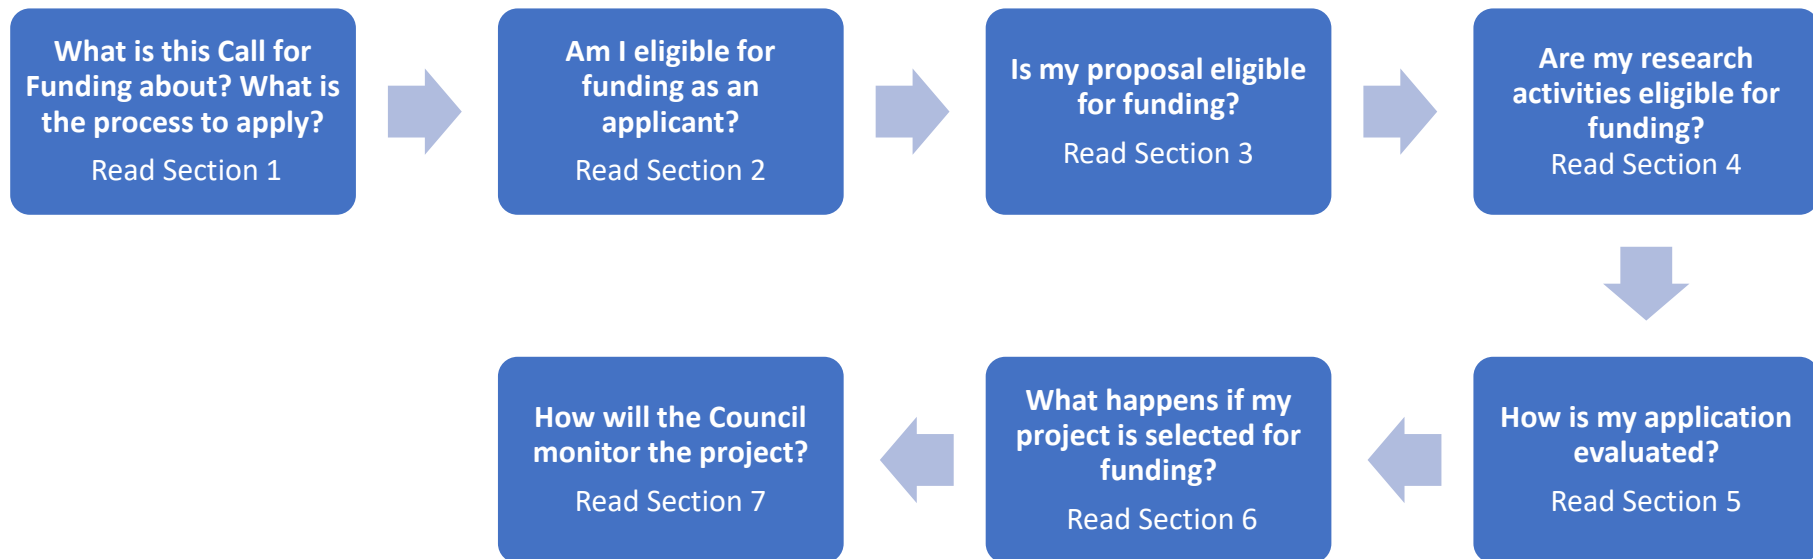 What is this Call for
Funding about? What is
the process to apply?
Read Section 1
Am I eligible for
funding as an
applicant?
Read Section 2
Is my proposal eligible
for funding?
Read Section 3
Are my research
activities eligible for
funding?
Read Section 4
How is my application
evaluated?
Read Section 5
What happens if my
project is selected for
funding?
Read Section 6
How will the Council
monitor the project?
Read Section 7